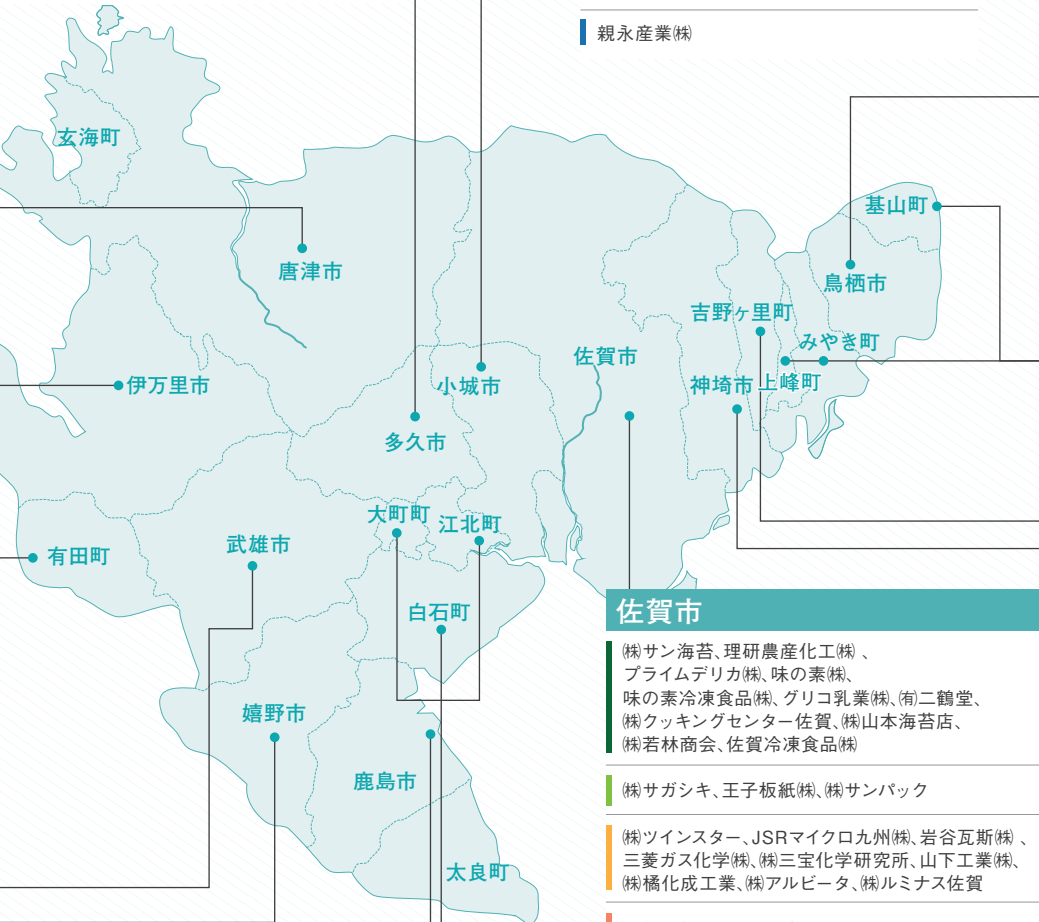 親永産業㈱
玄海町
基山町
唐津市
鳥栖市
吉野ヶ里町
みやき町
佐賀市
伊万里市
小城市
神埼市
上峰町
多久市
大町町
江北町
武雄市
有田町
白石町
嬉野市
鹿島市
太良町
佐賀市
㈱サン海苔、理研農産化工㈱ 、
プライムデリカ㈱、味の素㈱、
味の素冷凍食品㈱、グリコ乳業㈱、㈲二鶴堂、
㈱クッキングセンター佐賀、㈱山本海苔店、
㈱若林商会、佐賀冷凍食品㈱
㈱サガシキ、王子板紙㈱、㈱サンパック
㈱ツインスター、JSRマイクロ九州㈱、岩谷瓦斯㈱ 、
三菱ガス化学㈱、㈱三宝化学研究所、山下工業㈱、
㈱橘化成工業、㈱アルビータ、㈱ルミナス佐賀